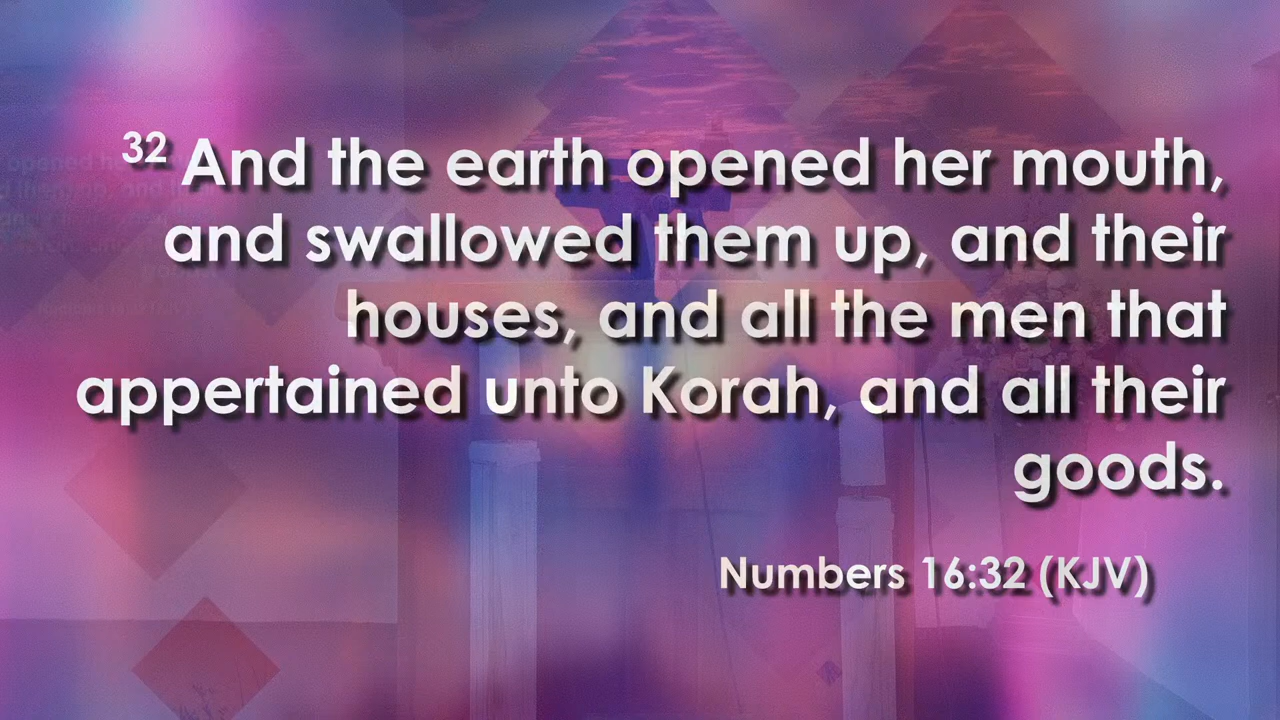 32 And the earth opened her mouth,
and swallowed them up, and their
houses, and all the men that
appertained unto Korah, and all their
goods.
Numbers 16:32 (KJV)